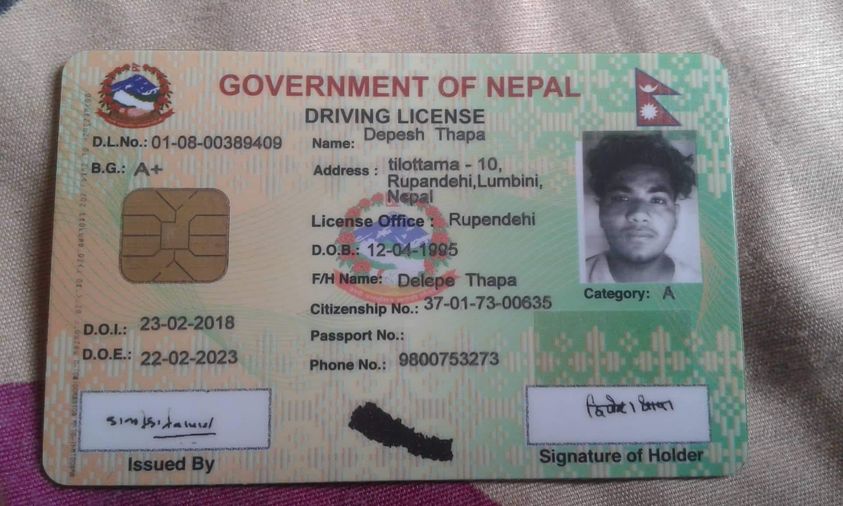 GOVERNMENT OF NEPAL
DRIVING LICENSE
D.L.No.: 01-08-00389409
B.G.: A+
Name: Depesh Thapa
Address : tilottama - 10,
Rupandehi,Lumbini,
Nepal
License Office : Rupendehi
D.O.B.: 12-04-1995
F/H Name: Delepe Thapa
Category: A
Citizenship No.: 37-01-73-00635
D.O.I.: 23-02-2018
Passport No.:
D.O.E.: 22-02-2023
Phone No.: 9800753273
Issued By
Signature of Holder